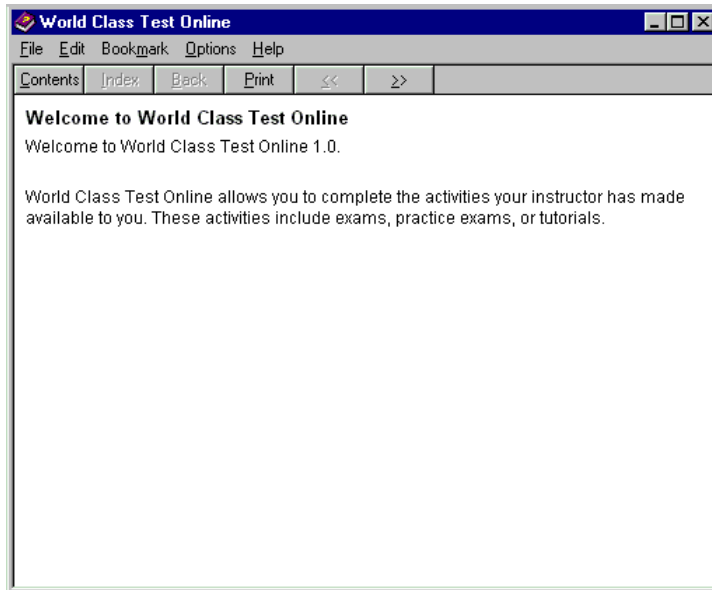 World Class Test Online
File Edit Bookmark Options Help
Contents Index Back Print << >>
Welcome to World Class Test Online
Welcome to World Class Test Online 1.0.
World Class Test Online allows you to complete the activities your instructor has made
available to you. These activities include exams, practice exams, or tutorials.